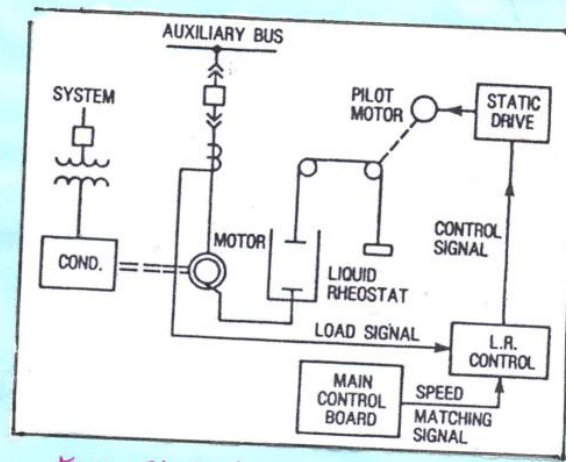 AUXILIARY BUS
SYSTEM
PILOT
MOTOR
STATIC
DRIVE
CONTROL
SIGNAL
MOTOR
COND.
LIQUID
RHEOSTAT
LOAD SIGNAL
L.R.
CONTROL
MAIN
CONTROL
BOARD
SPEED
MATCHING
SIGNAL